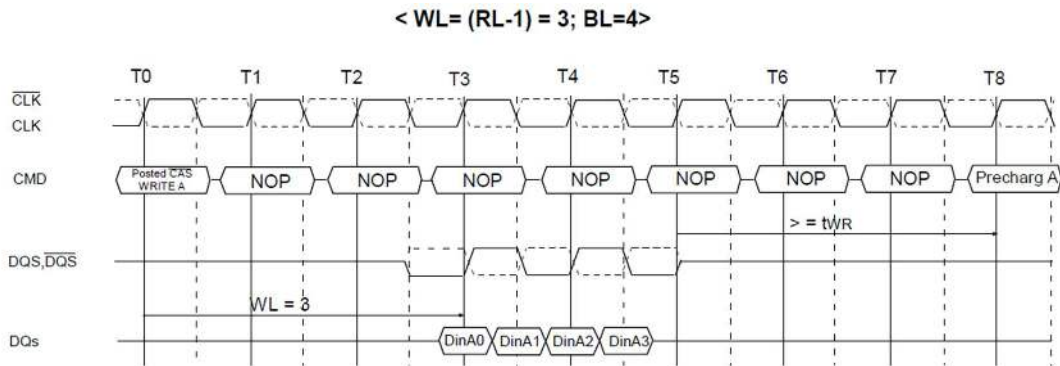 < WL= (RL-1) = 3; BL=4>
T0 T1 T2 T3 T4 T5 T6 T7 T8
CLK
CLK
CMD
Posted CAS
WRITE A
NOP NOP NOP NOP NOP NOP NOP Precharg A
> = tWR
DQS,DQS
WL = 3
DQs
DinA0 DinA1 DinA2 DinA3